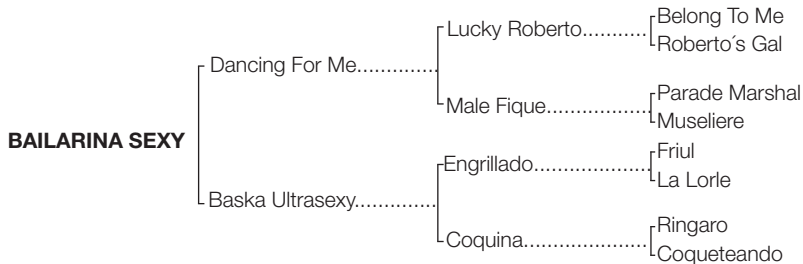 Belong To Me
Lucky Roberto...........
Roberto´s Gal
Dancing For Me..............
Parade Marshal
Male Fique..................
Museliere
BAILARINA SEXY
Friul
Engrillado....................
La Lorle
Baska Ultrasexy..............
Ringaro
Coquina.....................
Coqueteando